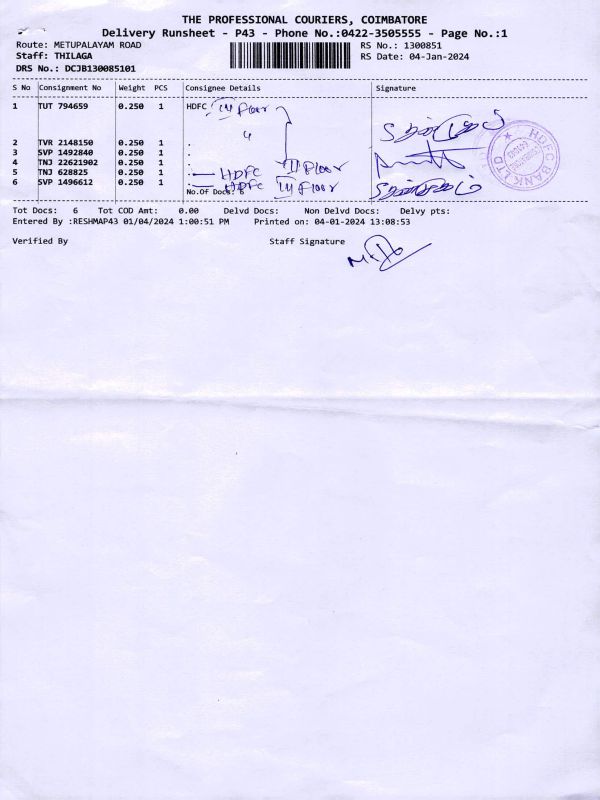 THE PROFESSIONAL COURIERS, COIMBATORE
Delivery Runsheet - P43 - Phone No.:0422-3505555 - Page No.:1
Route: METUPALAYAM ROAD
RS No.: 1300851
Staff: THILAGA
RS Date: 04-Jan-2024
DRS No.: DCJB130085101
S No Consignment No Weight PCS Consignee Details Signature
1 TUT 794659 0.250 1 HDFC III Floor
2 TVR 2148150 0.250 1 .
3 SVP 1492840 0.250 1 .
4 TNJ 22621902 0.250 1 . II Floor
5 TNJ 628825 0.250 1 . HDFC
6 SVP 1496612 0.250 1 . HDFC III Floor
No.Of Docs: 6
HDFC BANK LTD
Tot Docs: 6 Tot COD Amt: 0.00 Delvd Docs: Non Delvd Docs: Delvy pts:
Entered By :RESHMAP43 01/04/2024 1:00:51 PM Printed on: 04-01-2024 13:08:53
Verified By Staff Signature